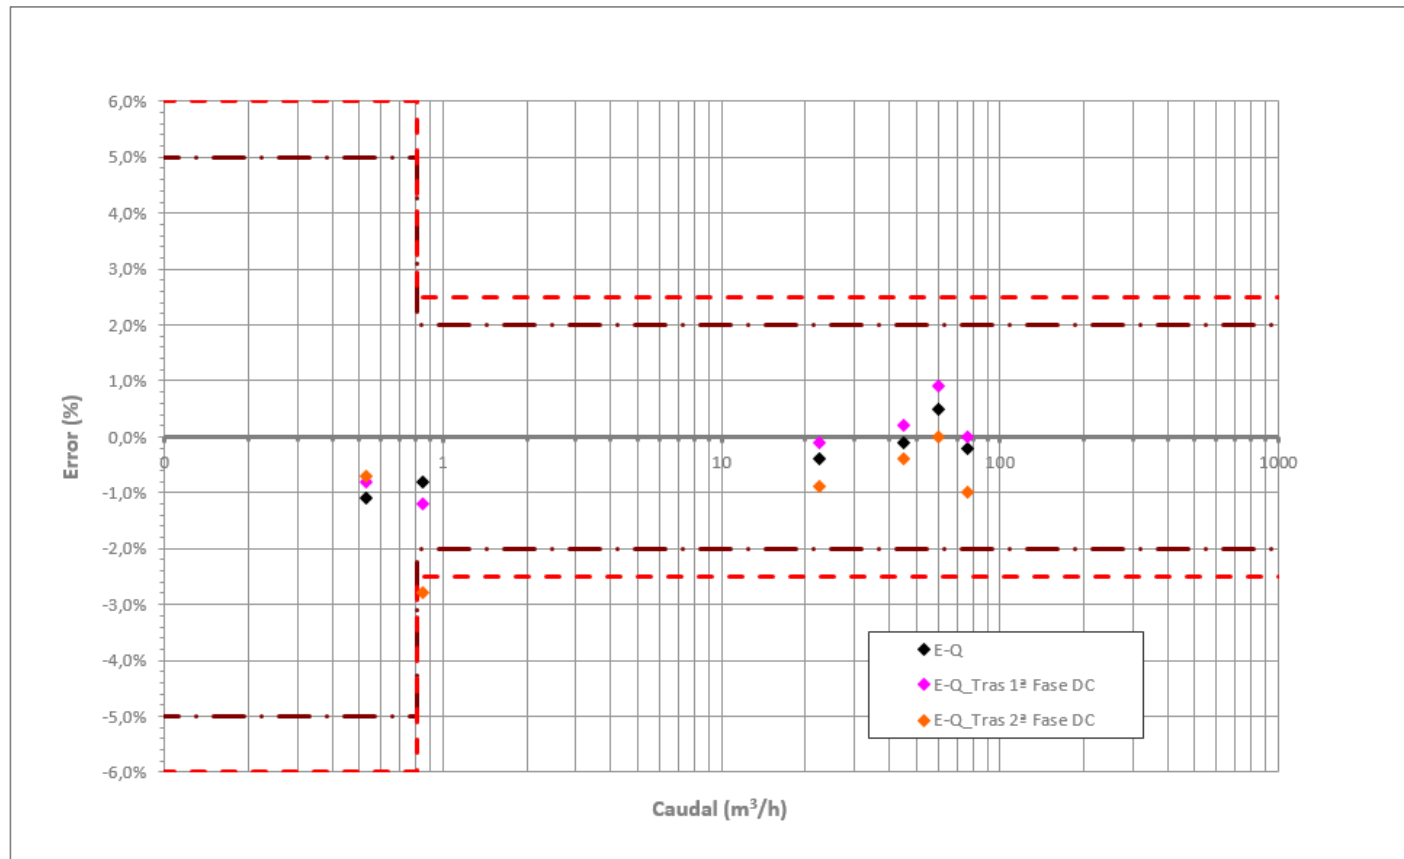 6,0%
5,0%
4,0%
3,0%
2,0%
1,0%
0,0%
-1,0%
-2,0%
-3,0%
-4,0%
-5,0%
-6,0%
Error (%)
0 1 10 100 1000
Caudal (m³/h)
E-Q
E-Q_Tras 1ª Fase DC
E-Q_Tras 2ª Fase DC